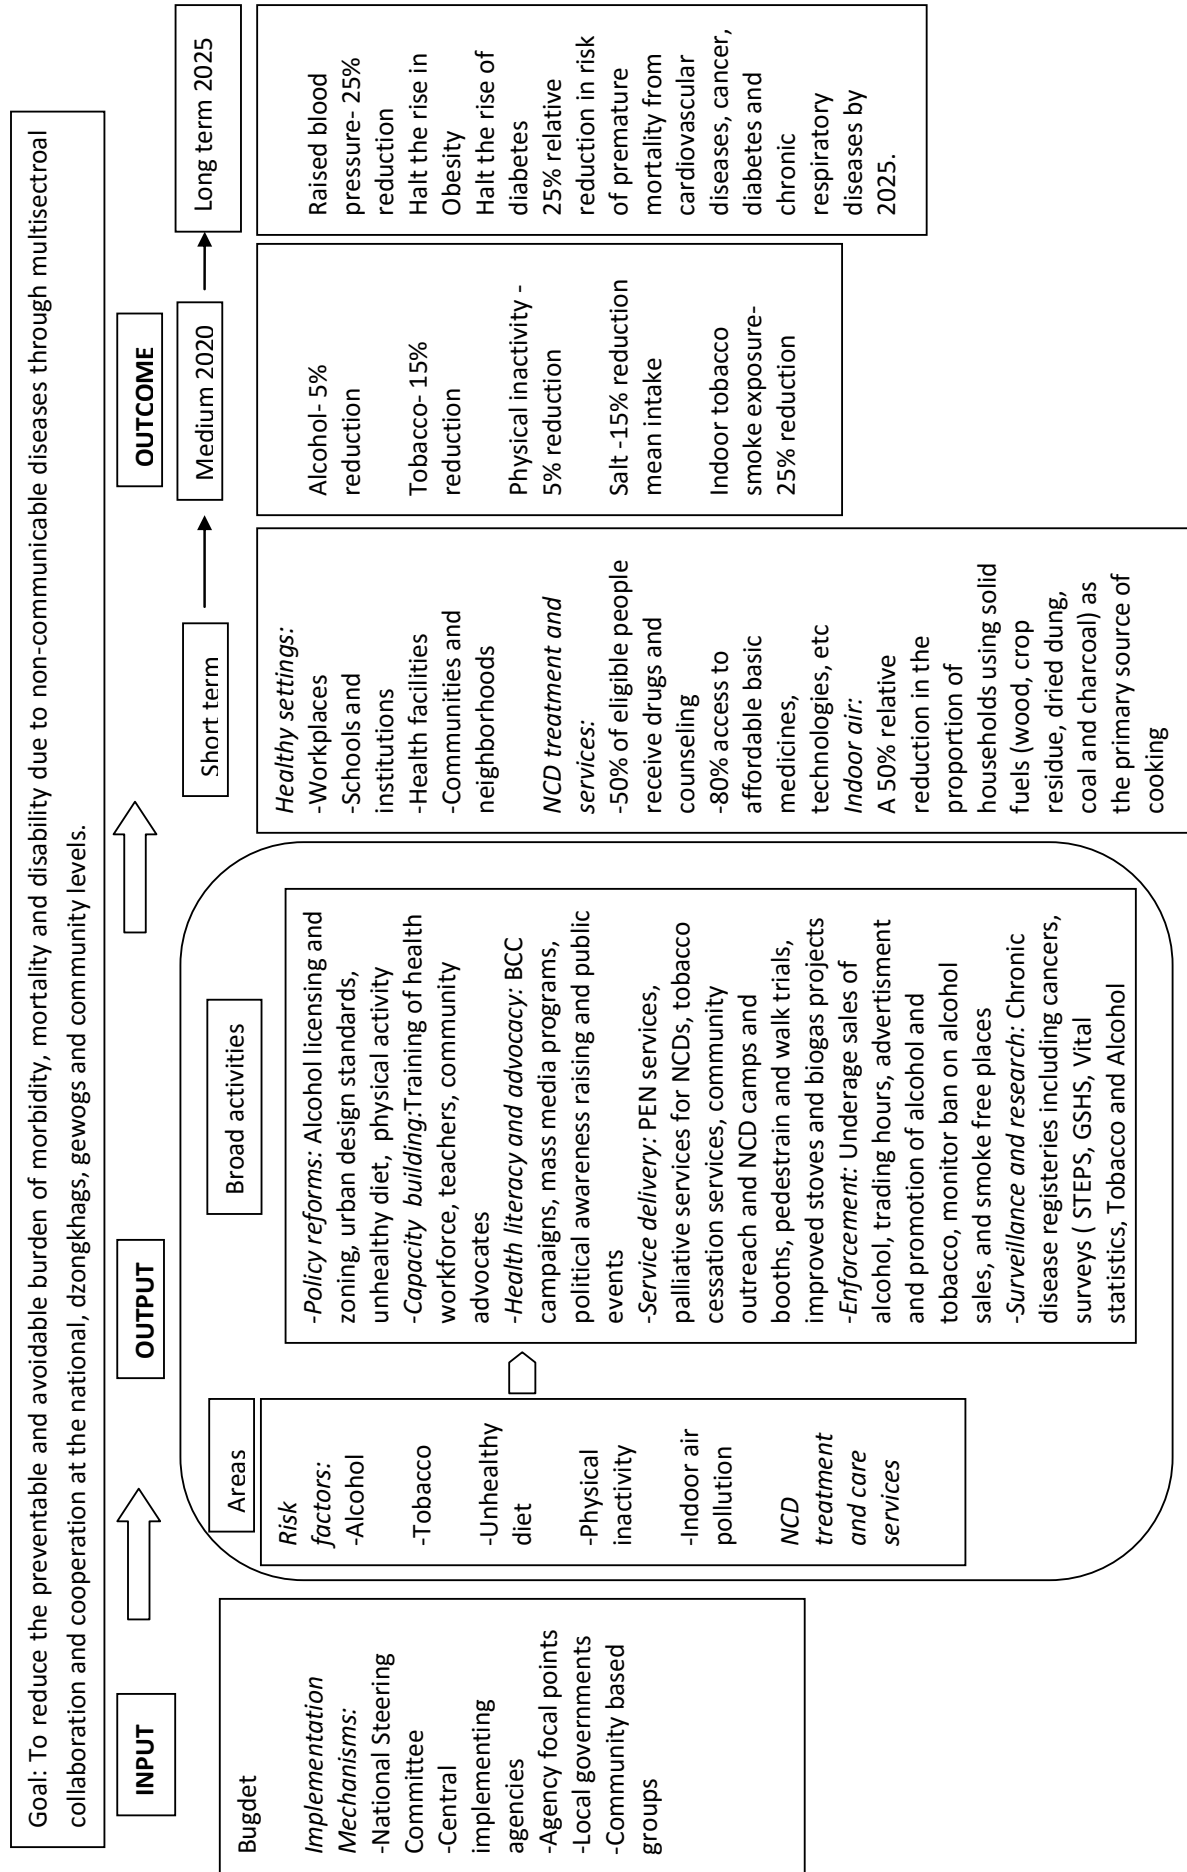 Goal: To reduce the preventable and avoidable burden of morbidity, mortality and disability due to non-communicable diseases through multisectroal
collaboration and cooperation at the national, dzongkhags, gewogs and community levels.
INPUT
OUTPUT
OUTCOME
Bugdet
Implementation
Mechanisms:
-National Steering
Committee
-Central
implementing
agencies
-Agency focal points
-Local governments
-Community based
groups
Areas
Risk
factors:
-Alcohol
-Tobacco
-Unhealthy
diet
-Physical
inactivity
-Indoor air
pollution
NCD
treatment
and care
services
Broad activities
-Policy reforms: Alcohol licensing and
zoning, urban design standards,
unhealthy diet, physical activity
-Capacity building:Training of health
workforce, teachers, community
advocates
-Health literacy and advocacy: BCC
campaigns, mass media programs,
political awareness raising and public
events
-Service delivery: PEN services,
palliative services for NCDs, tobacco
cessation services, community
outreach and NCD camps and
booths, pedestrain and walk trials,
improved stoves and biogas projects
-Enforcement: Underage sales of
alcohol, trading hours, advertisment
and promotion of alcohol and
tobacco, monitor ban on alcohol
sales, and smoke free places
-Surveillance and research: Chronic
disease registeries including cancers,
surveys ( STEPS, GSHS, Vital
statistics, Tobacco and Alcohol
Short term
Healthy settings:
-Workplaces
-Schools and
institutions
-Health facilities
-Communities and
neighborhoods
NCD treatment and
services:
-50% of eligible people
receive drugs and
counseling
-80% access to
affordable basic
medicines,
technologies, etc
Indoor air:
A 50% relative
reduction in the
proportion of
households using solid
fuels (wood, crop
residue, dried dung,
coal and charcoal) as
the primary source of
cooking
Medium 2020
Alcohol- 5%
reduction
Tobacco- 15%
reduction
Physical inactivity -
5% reduction
Salt -15% reduction
mean intake
Indoor tobacco
smoke exposure-
25% reduction
Long term 2025
Raised blood
pressure- 25%
reduction
Halt the rise in
Obesity
Halt the rise of
diabetes
25% relative
reduction in risk
of premature
mortality from
cardiovascular
diseases, cancer,
diabetes and
chronic
respiratory
diseases by
2025.